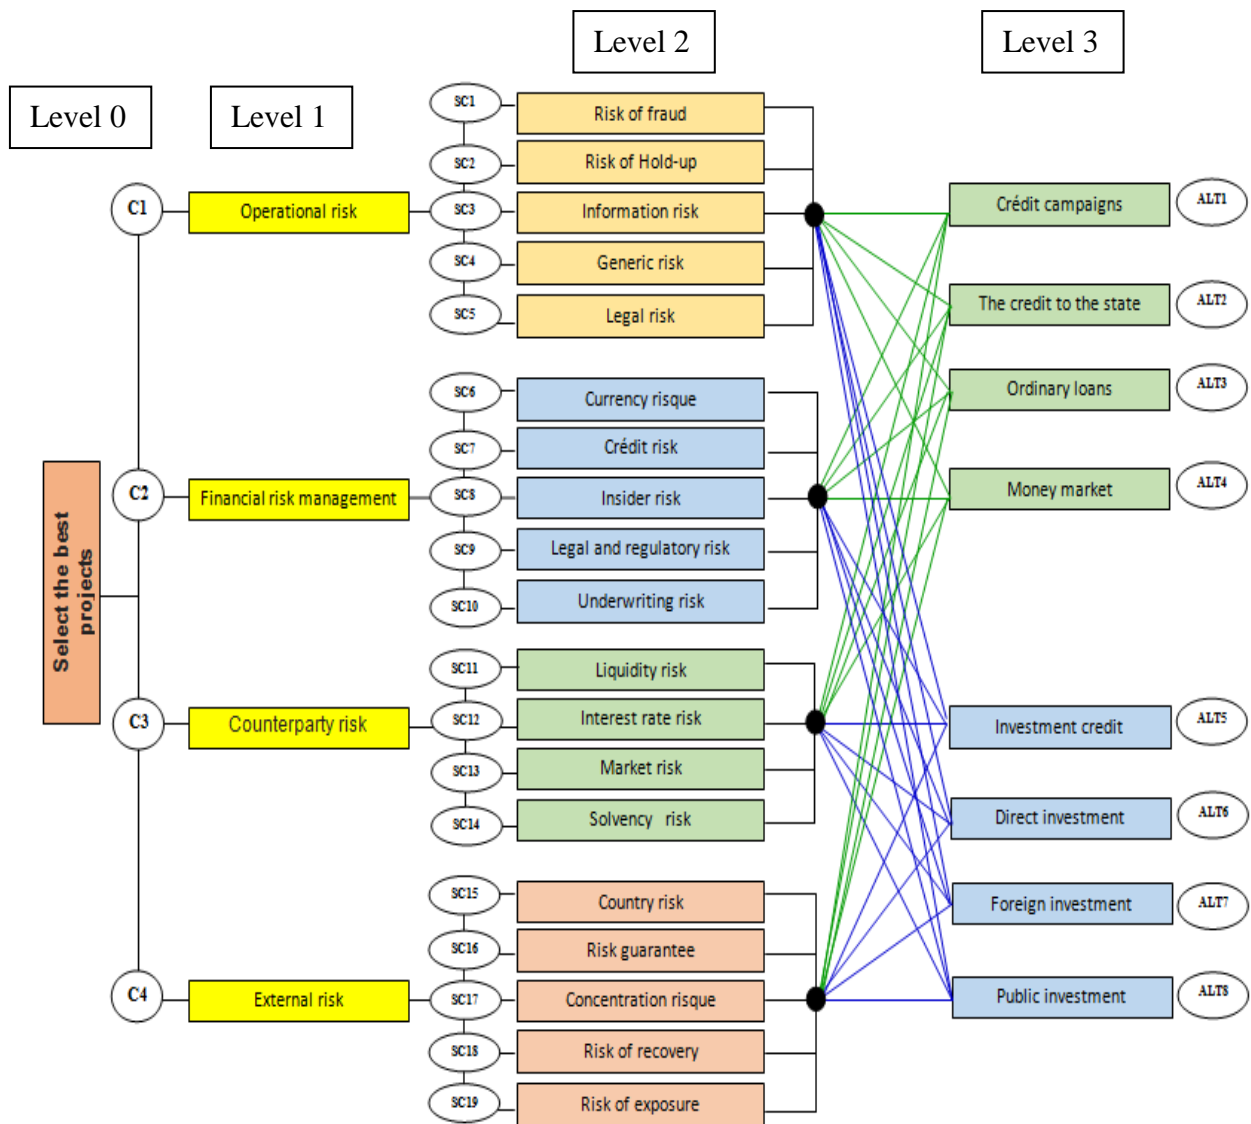 Level 0
Level 1
Level 2
Level 3
Select the best
projects
C1
Operational risk
SC1
Risk of fraud
SC2
Risk of Hold-up
SC3
Information risk
SC4
Generic risk
SC5
Legal risk
C2
Financial risk management
SC6
Currency risque
SC7
Crédit risk
SC8
Insider risk
SC9
Legal and regulatory risk
SC10
Underwriting risk
C3
Counterparty risk
SC11
Liquidity risk
SC12
Interest rate risk
SC13
Market risk
SC14
Solvency risk
C4
External risk
SC15
Country risk
SC16
Risk guarantee
SC17
Concentration risque
SC18
Risk of recovery
SC19
Risk of exposure
Crédit campaigns
ALT1
The credit to the state
ALT2
Ordinary loans
ALT3
Money market
ALT4
Investment credit
ALT5
Direct investment
ALT6
Foreign investment
ALT7
Public investment
ALT8